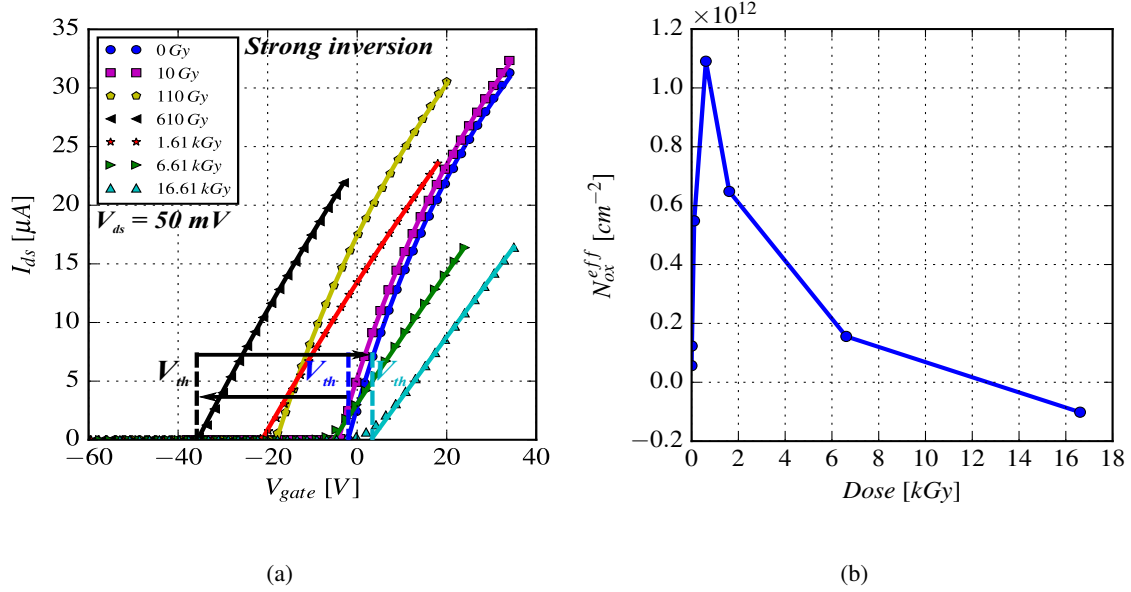 Strong inversion
0 Gy
10 Gy
110 Gy
610 Gy
1.61 kGy
6.61 kGy
16.61 kGy
V_ds = 50 mV
V_th
V_th
V_th
I_ds [μA]
35
30
25
20
15
10
5
0
−60
−40
−20
0
20
40
V_gate [V]
(a)
×10^12
N_ox^eff [cm^−2]
1.2
1.0
0.8
0.6
0.4
0.2
0.0
−0.2
0
2
4
6
8
10
12
14
16
18
Dose [kGy]
(b)